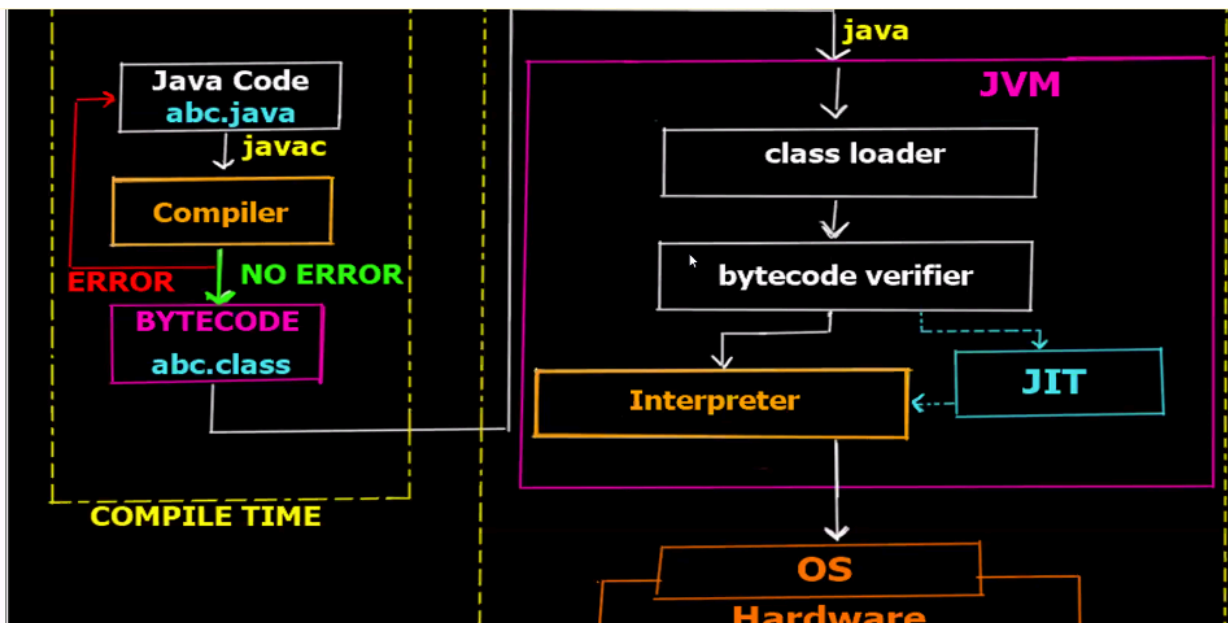 Java Code
abc.java
javac
Compiler
ERROR
NO ERROR
BYTECODE
abc.class
COMPILE TIME
java
JVM
class loader
bytecode verifier
JIT
Interpreter
OS
Hardware